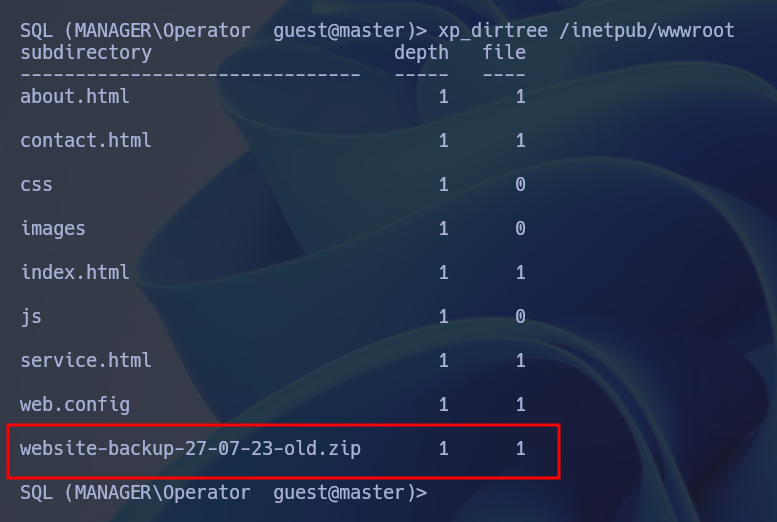 SQL (MANAGER\Operator  guest@master)> xp_dirtree /inetpub/wwwroot
subdirectory                      depth   file
-------------------------------   -----   ----
about.html                            1      1
contact.html                          1      1
css                                   1      0
images                                1      0
index.html                            1      1
js                                    1      0
service.html                          1      1
web.config                            1      1
website-backup-27-07-23-old.zip       1      1
SQL (MANAGER\Operator  guest@master)>